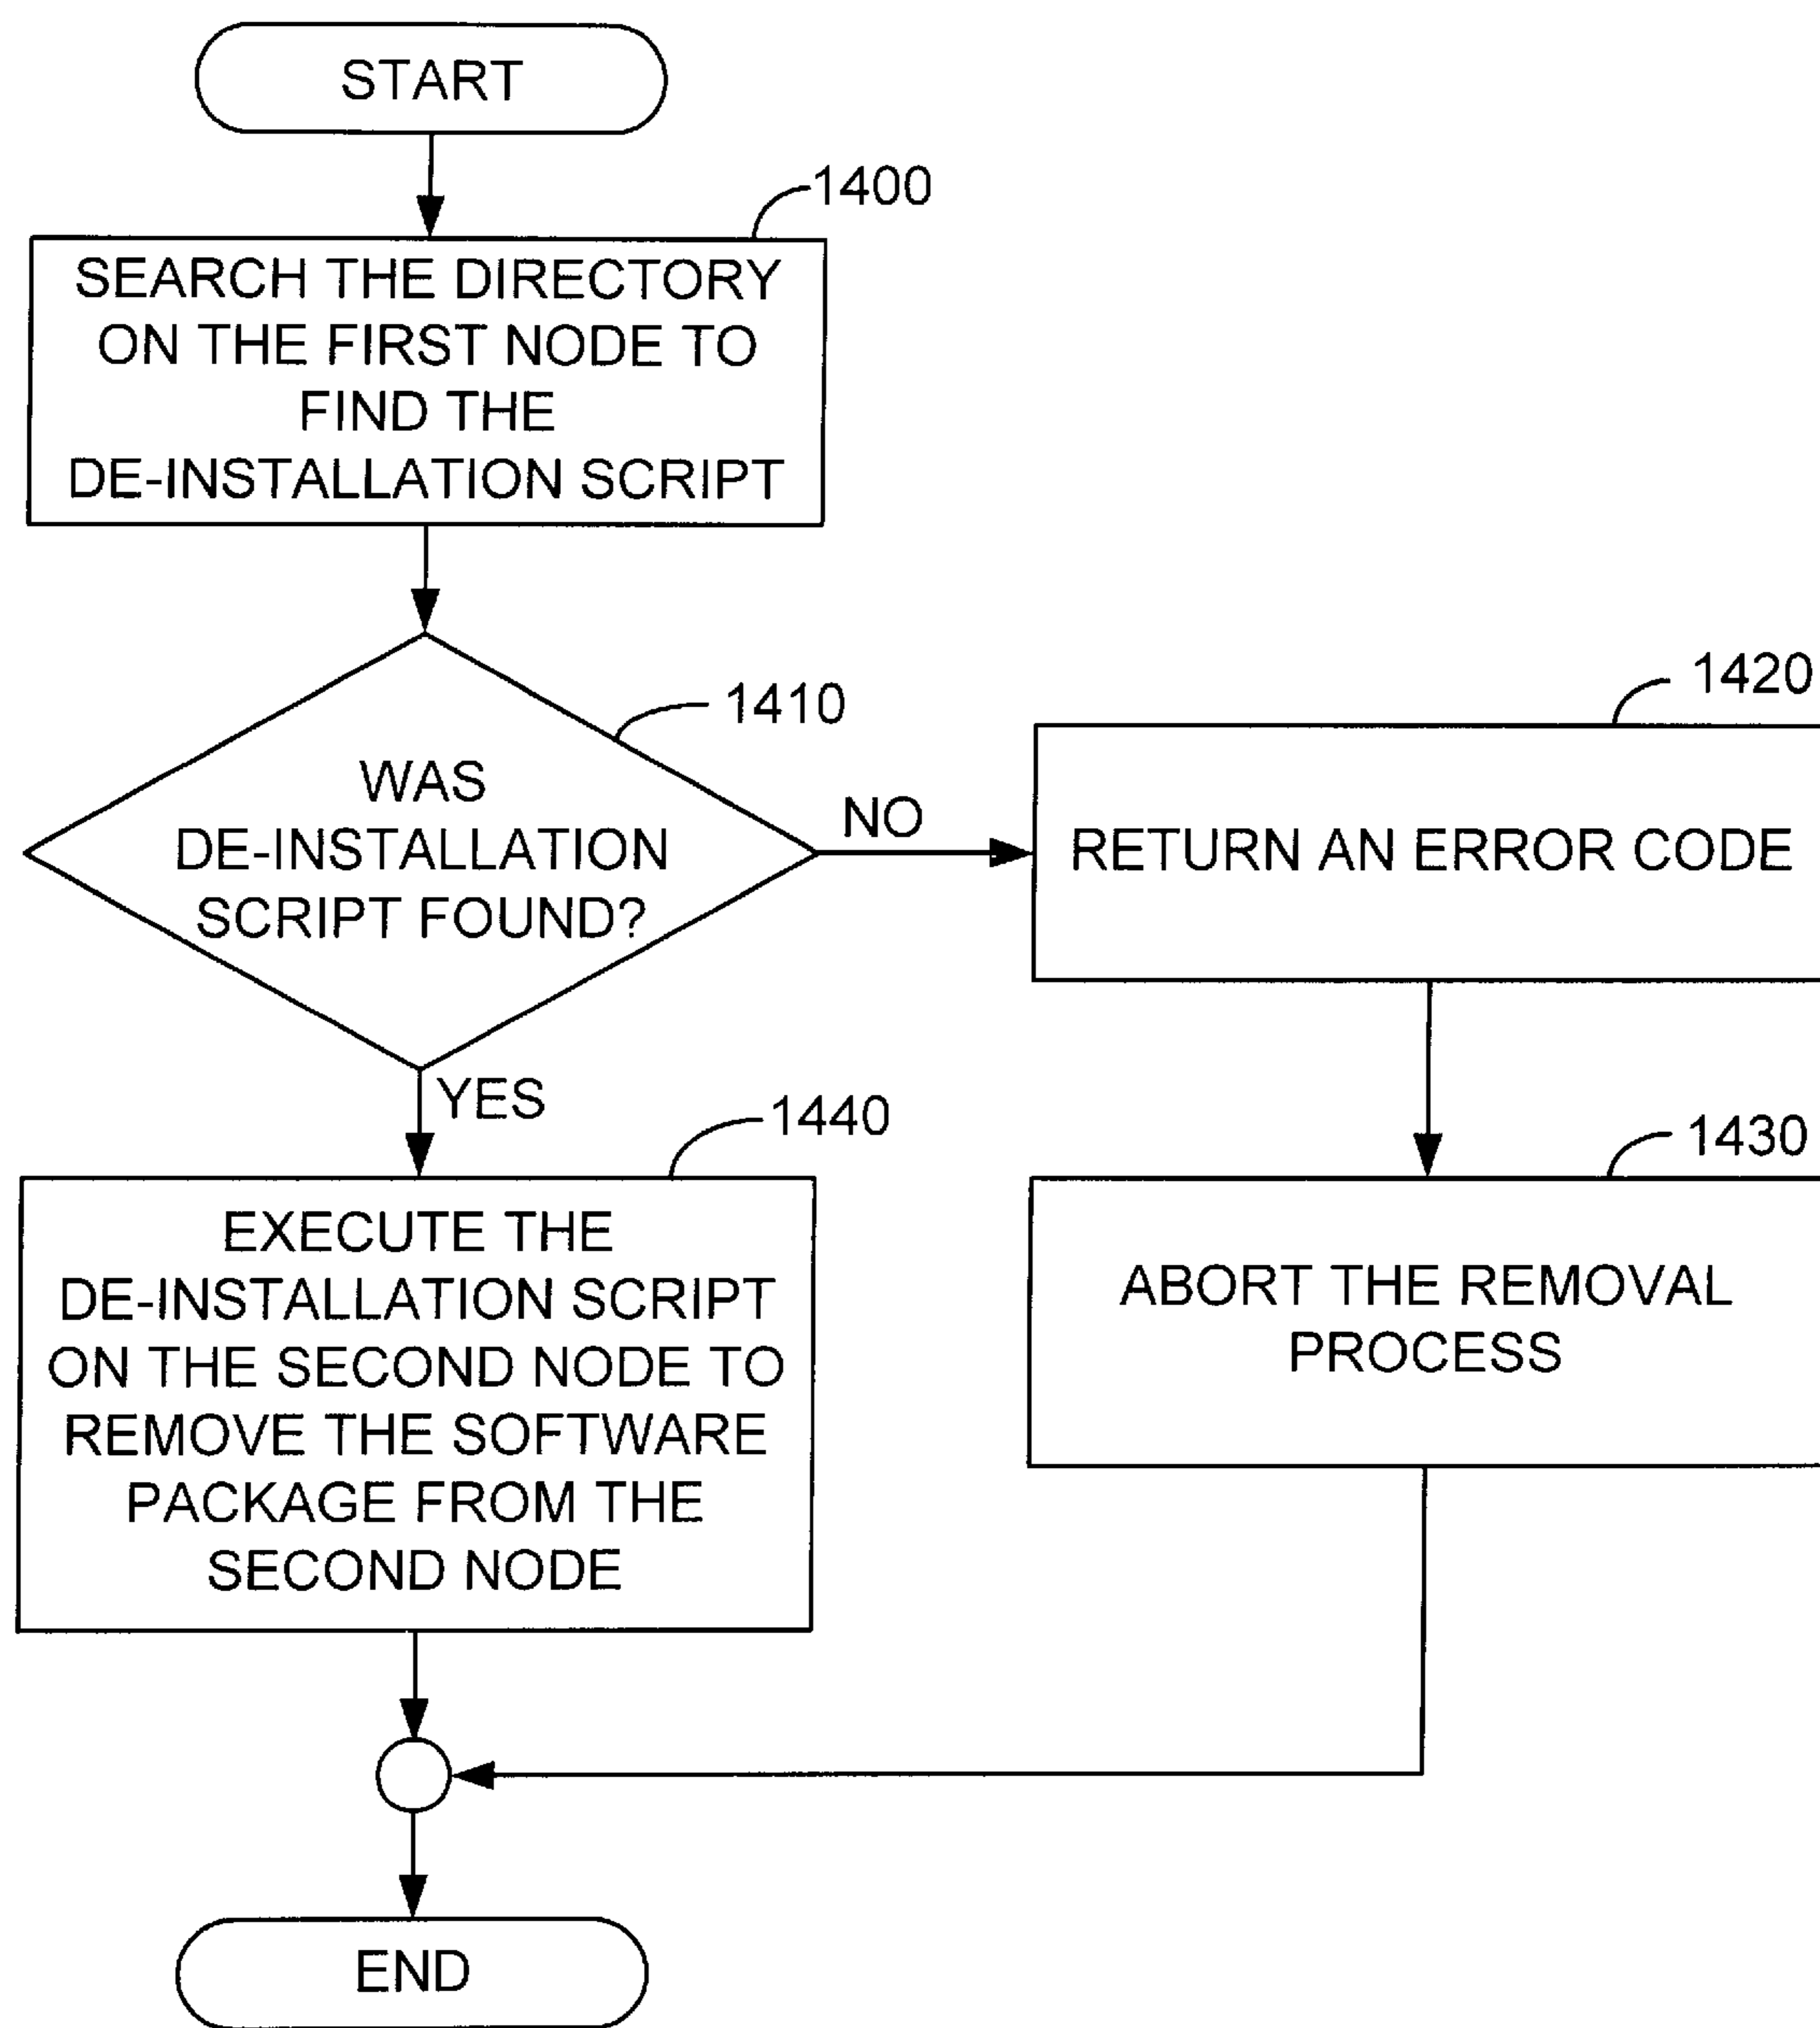 START
1400
SEARCH THE DIRECTORY
ON THE FIRST NODE TO
FIND THE
DE-INSTALLATION SCRIPT
1410
WAS
DE-INSTALLATION
SCRIPT FOUND?
NO
1420
RETURN AN ERROR CODE
YES
1440
EXECUTE THE
DE-INSTALLATION SCRIPT
ON THE SECOND NODE TO
REMOVE THE SOFTWARE
PACKAGE FROM THE
SECOND NODE
1430
ABORT THE REMOVAL
PROCESS
END